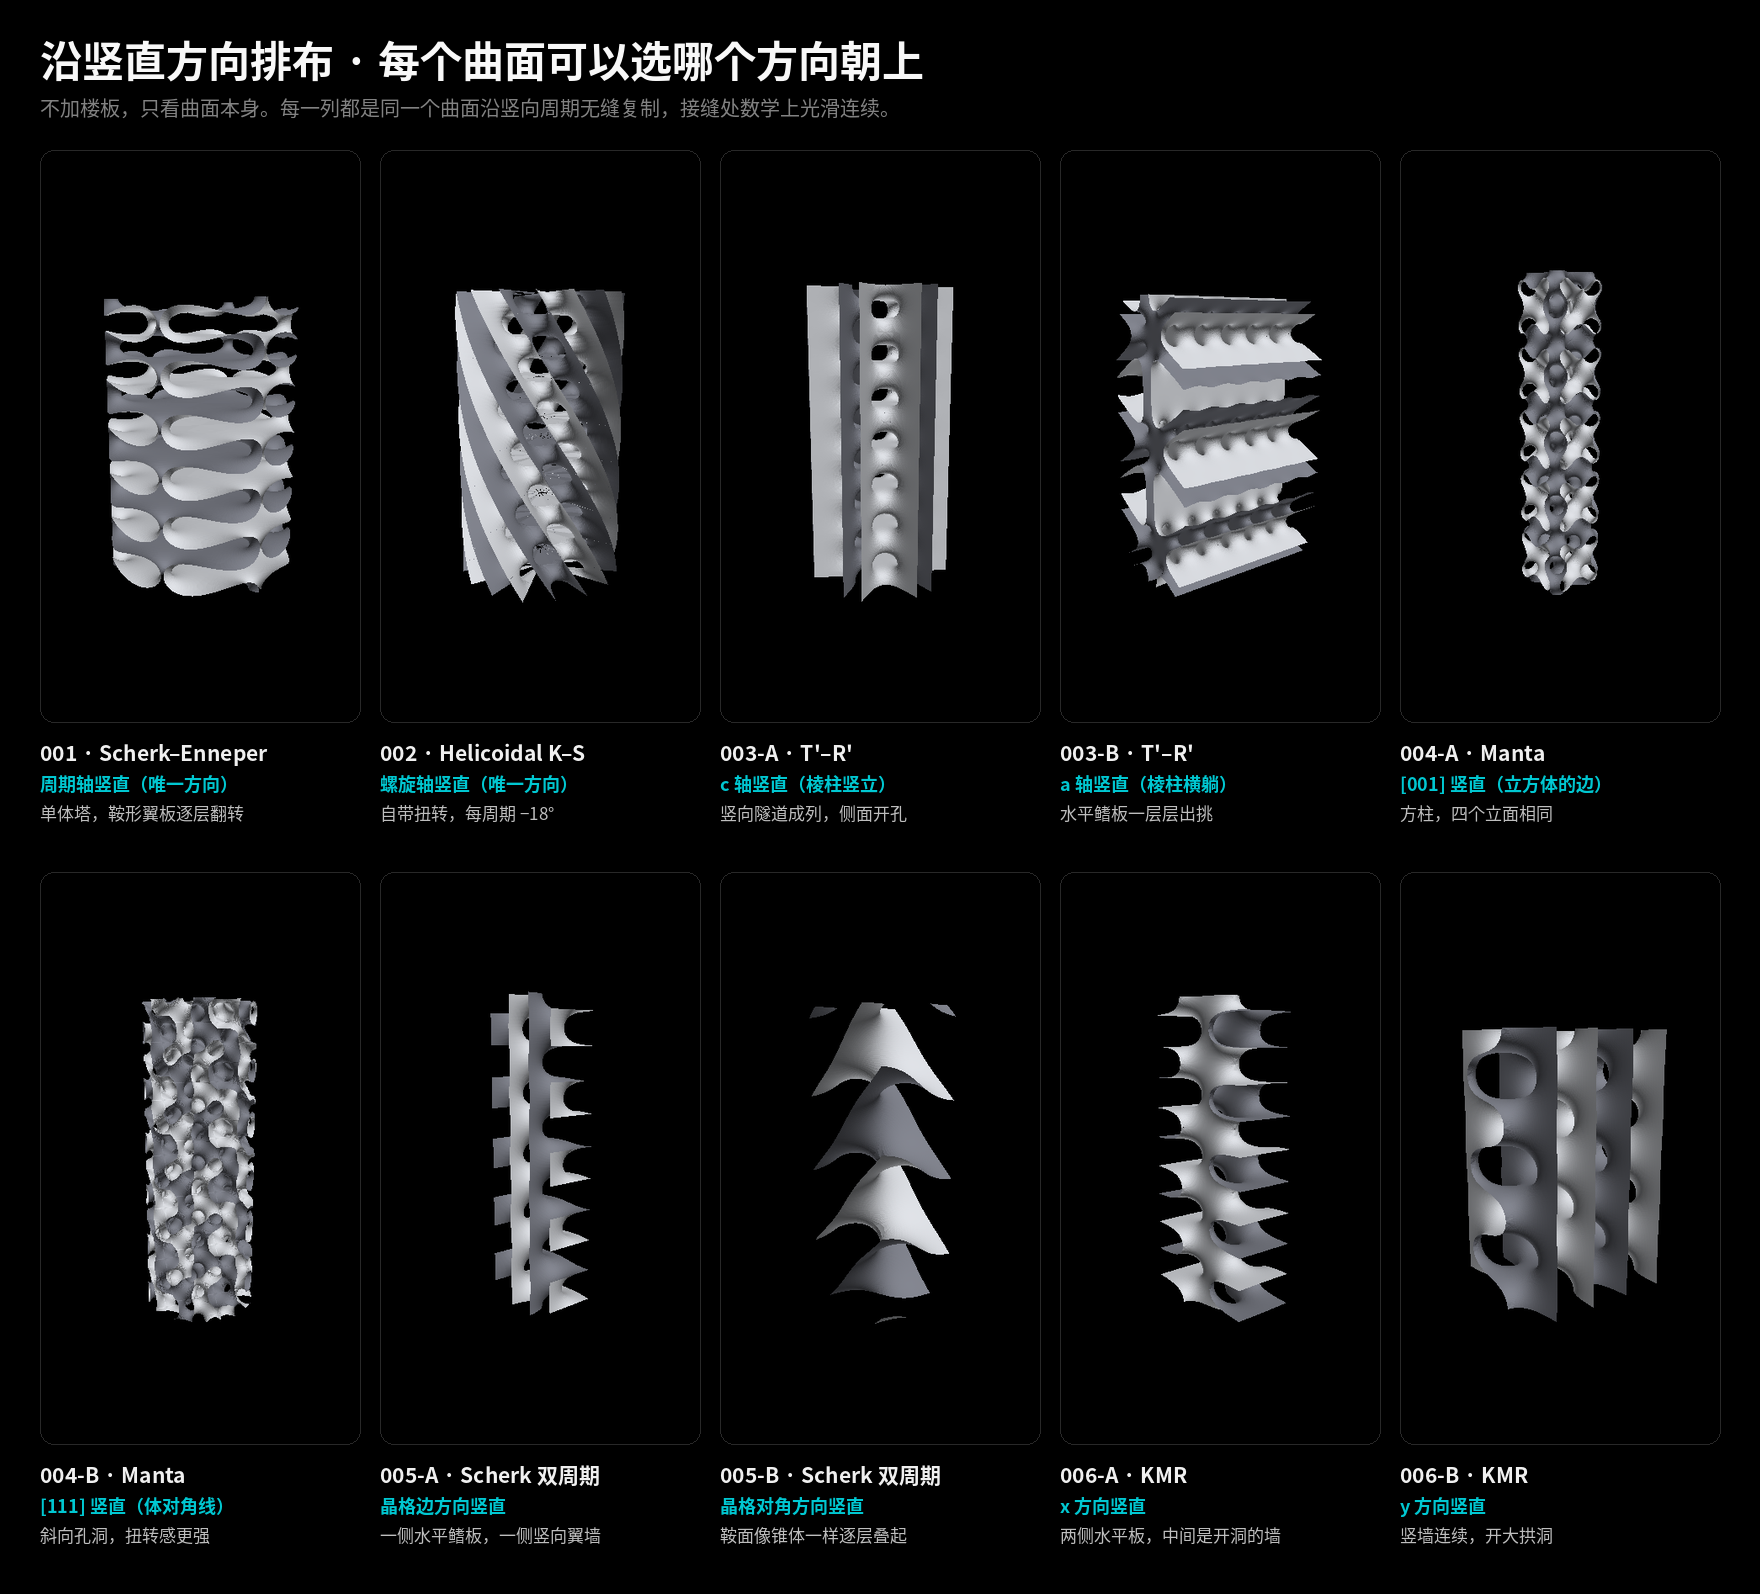 沿竖直方向排布 · 每个曲面可以选哪个方向朝上
不加楼板，只看曲面本身。每一列都是同一个曲面沿竖向周期无缝复制，接缝处数学上光滑连续。
001 · Scherk–Enneper
周期轴竖直（唯一方向）
单体塔，鞍形翼板逐层翻转
002 · Helicoidal K–S
螺旋轴竖直（唯一方向）
自带扭转，每周期 −18°
003-A · T'–R'
c 轴竖直（棱柱竖立）
竖向隧道成列，侧面开孔
003-B · T'–R'
a 轴竖直（棱柱横躺）
水平鳍板一层层出挑
004-A · Manta
[001] 竖直（立方体的边）
方柱，四个立面相同
004-B · Manta
[111] 竖直（体对角线）
斜向孔洞，扭转感更强
005-A · Scherk 双周期
晶格边方向竖直
一侧水平鳍板，一侧竖向翼墙
005-B · Scherk 双周期
晶格对角方向竖直
鞍面像锥体一样逐层叠起
006-A · KMR
x 方向竖直
两侧水平板，中间是开洞的墙
006-B · KMR
y 方向竖直
竖墙连续，开大拱洞